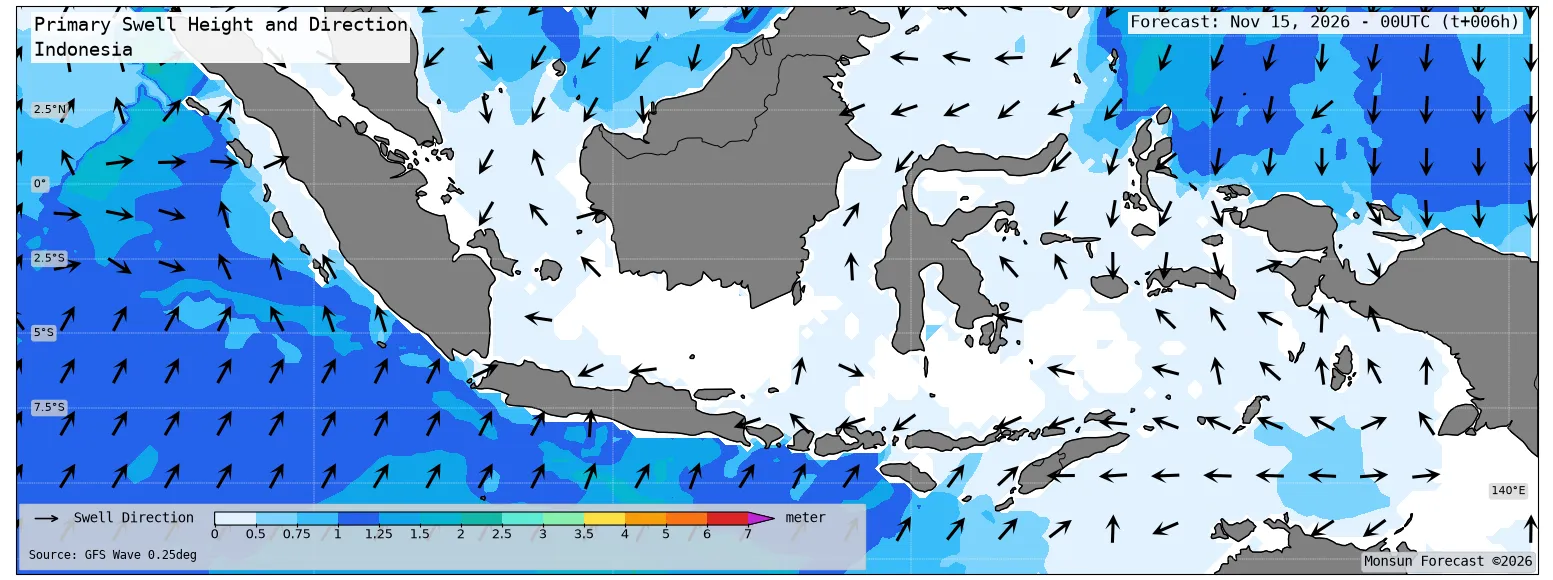 Primary Swell Height and Direction
Indonesia
Forecast: Nov 15, 2026 - 00UTC (t+006h)
2.5°N
0°
2.5°S
5°S
7.5°S
140°E
Swell Direction
0 0.5 0.75 1 1.25 1.5 2 2.5 3 3.5 4 5 6 7
meter
Source: GFS Wave 0.25deg
Monsun Forecast ©2026